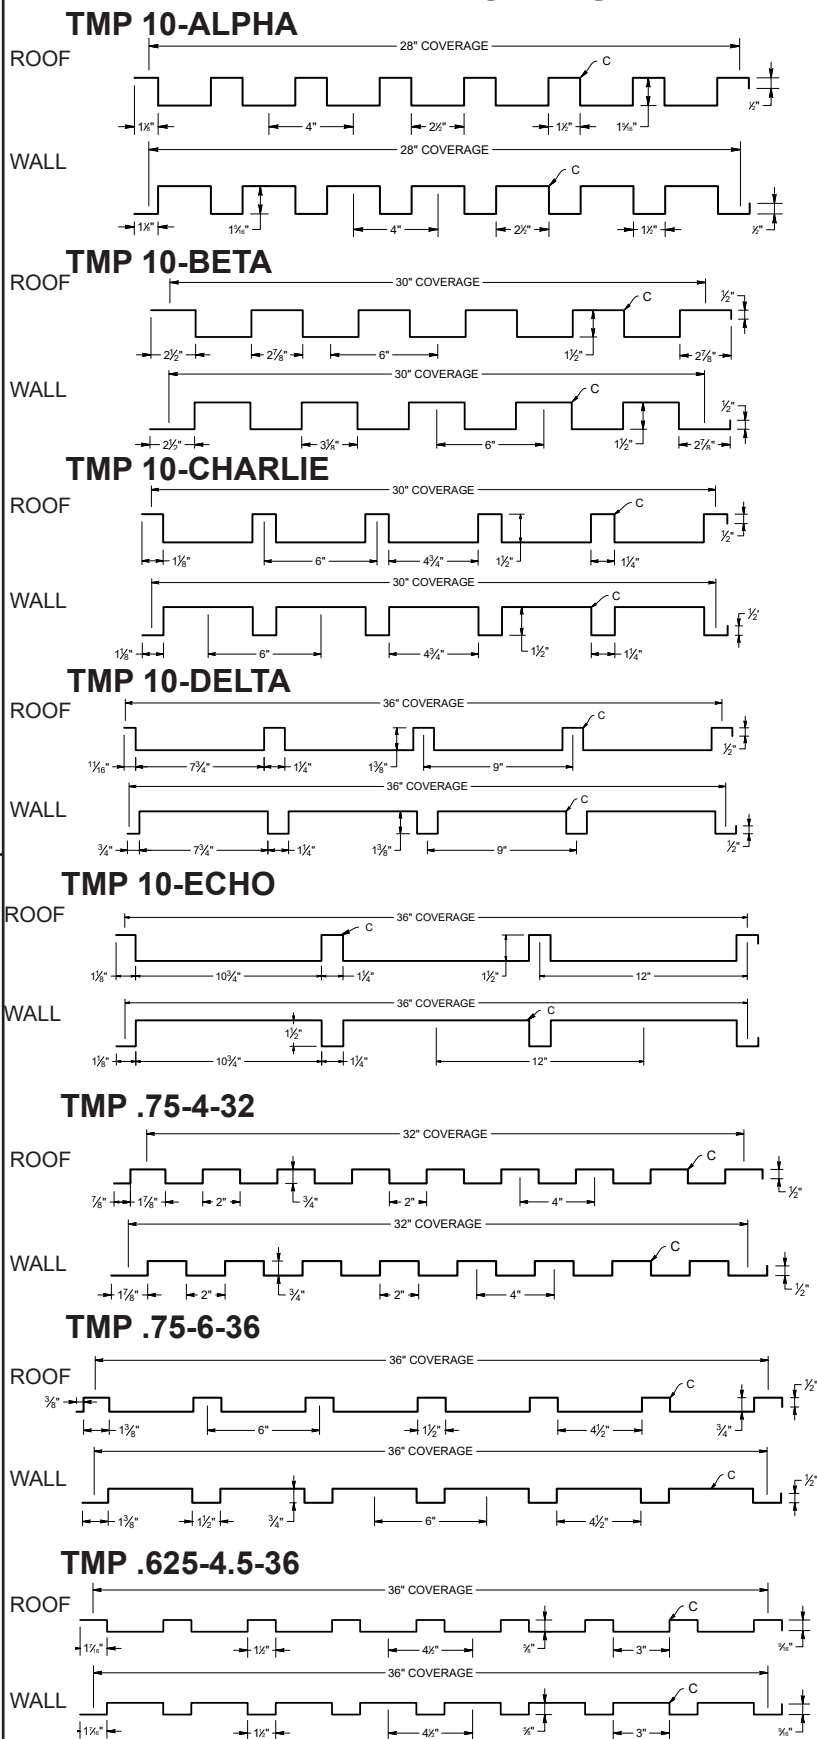 TMP 10-ALPHA
ROOF
28" COVERAGE
C
1⅛" 4" 2½" 1½" 1⁵⁄₁₆" ½"
WALL
28" COVERAGE
C
1⅛" 1⁵⁄₁₆" 4" 2½" 1½" ½"
TMP 10-BETA
ROOF
30" COVERAGE
C
½"
2½" 2⅞" 6" 1½" 2⅞"
WALL
30" COVERAGE
C
½"
2½" 3⅛" 6" 1½" 2⅞"
TMP 10-CHARLIE
ROOF
30" COVERAGE
C
½"
1⅛" 6" 4¾" 1½" 1¼"
WALL
30" COVERAGE
C
½"
1⅛" 6" 4¾" 1½" 1¼"
TMP 10-DELTA
ROOF
36" COVERAGE
C
½"
¹¹⁄₁₆" 7¾" 1¼" 1⅜" 9"
WALL
36" COVERAGE
C
¾" 7¾" 1¼" 1⅜" 9" ½"
TMP 10-ECHO
ROOF
36" COVERAGE
C
1⅛" 10¾" 1¼" 1½" 12"
WALL
36" COVERAGE
C
1½"
1⅛" 10¾" 1¼" 12"
TMP .75-4-32
ROOF
32" COVERAGE
C
⅞" 1⅞" 2" ¾" 2" 4" ½"
WALL
32" COVERAGE
C
1⅞" 2" ¾" 2" 4" ½"
TMP .75-6-36
ROOF
36" COVERAGE
C
⅜" ½"
1⅜" 6" 1½" 4½" ¾"
WALL
36" COVERAGE
C
½"
1⅜" 1½" ¾" 6" 4½"
TMP .625-4.5-36
ROOF
36" COVERAGE
C
1⁷⁄₁₆" 1½" 4½" ⅝" 3" ⁹⁄₁₆"
WALL
36" COVERAGE
C
1⁷⁄₁₆" 1½" 4½" ⅝" 3" ⁹⁄₁₆"